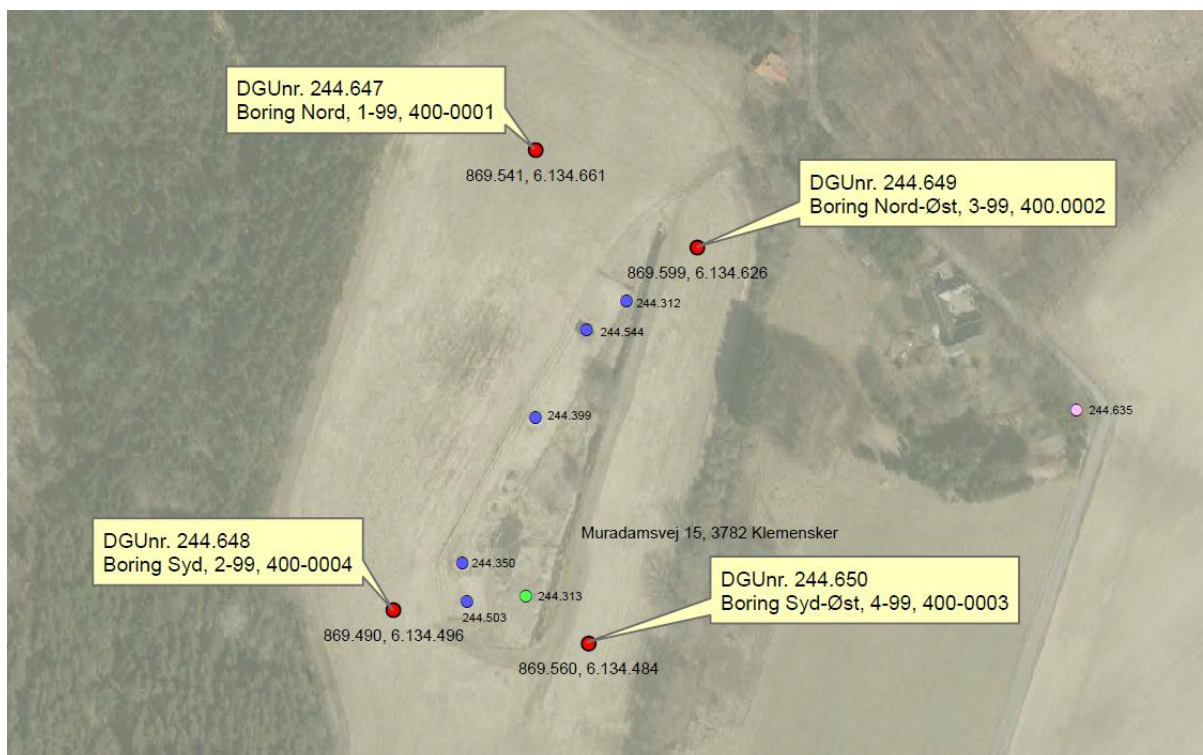 DGUnr. 244.647
Boring Nord, 1-99, 400-0001
869.541, 6.134.661
DGUnr. 244.649
Boring Nord-Øst, 3-99, 400.0002
869.599, 6.134.626
244.312
244.544
244.399
244.635
Muradamsvej 15, 3782 Klemensker
DGUnr. 244.648
Boring Syd, 2-99, 400-0004
244.350
244.313
244.503
869.490, 6.134.496
DGUnr. 244.650
Boring Syd-Øst, 4-99, 400-0003
869.560, 6.134.484